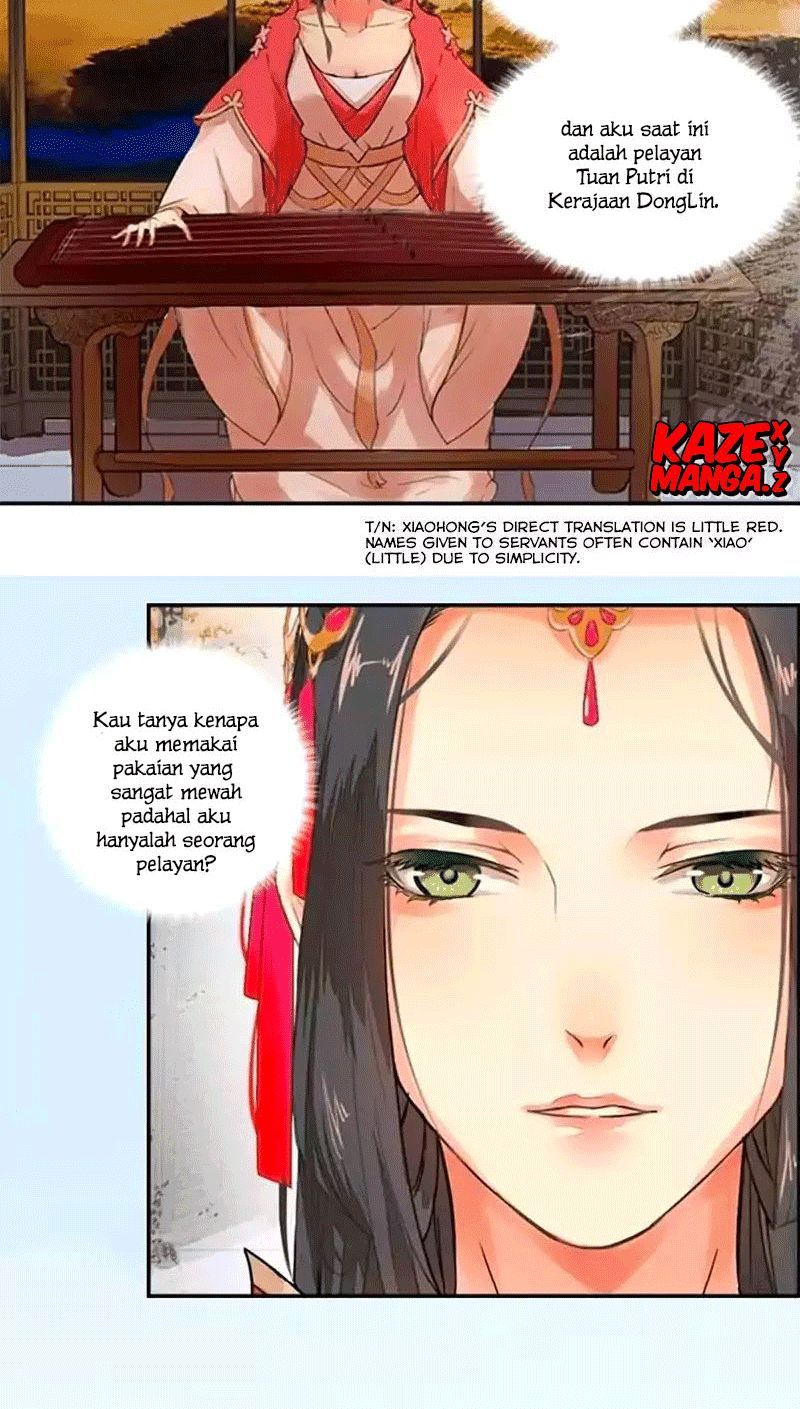 dan aku saat ini
adalah pelayan
Tuan Putri di
Kerajaan DongLin.
KAZE
MANGA.
XYZ
T/N: XIAOHONG'S DIRECT TRANSLATION IS LITTLE RED.
NAMES GIVEN TO SERVANTS OFTEN CONTAIN 'XIAO'
(LITTLE) DUE TO SIMPLICITY.
Kau tanya kenapa
aku memakai
pakaian yang
sangat mewah
padahal aku
hanyalah seorang
pelayan?